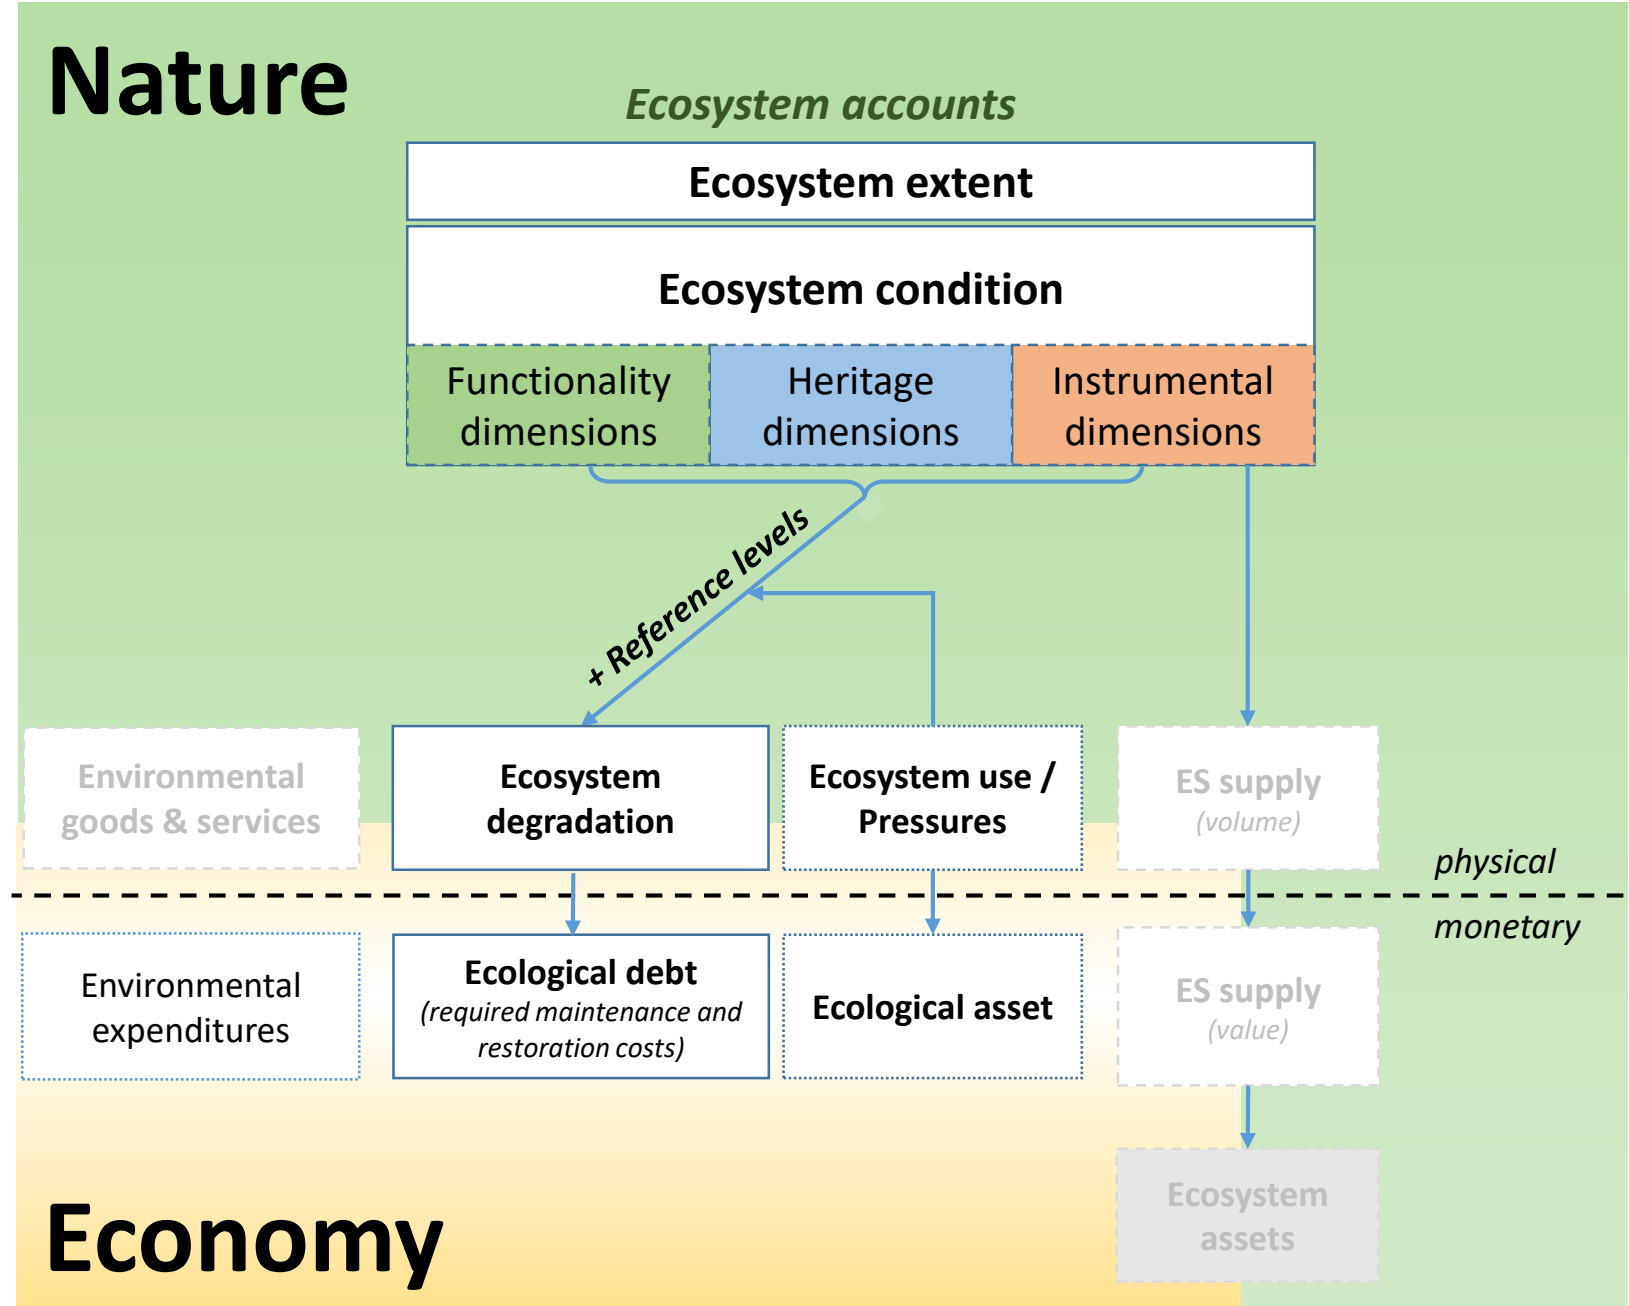 Nature
Ecosystem accounts
Ecosystem extent
Ecosystem condition
Functionality
dimensions
Heritage
dimensions
Instrumental
dimensions
+ Reference levels
Environmental
goods & services
Ecosystem
degradation
Ecosystem use /
Pressures
ES supply
(volume)
physical
monetary
Environmental
expenditures
Ecological debt
(required maintenance and
restoration costs)
Ecological asset
ES supply
(value)
Ecosystem
assets
Economy